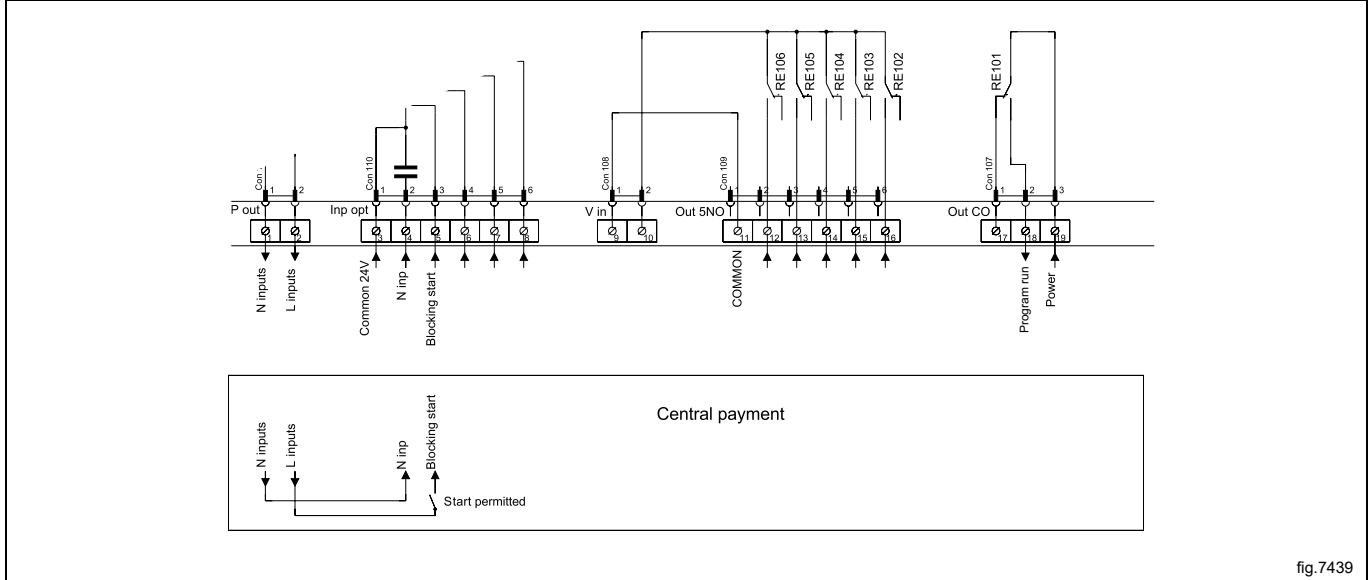 RE106
RE105
RE104
RE103
RE102
RE101
Con 110
Con 108
Con 109
Con 107
1 2
1 2 3 4 5 6
1 2
1 2 3 4 5 6
1 2 3
P out
Inp opt
V in
Out 5NO
Out CO
1 2
3 4 5 6 7 8
9 10
11 12 13 14 15 16
17 18 19
N inputs
L inputs
Common 24V
N inp
Blocking start
COMMON
Program run
Power
Central payment
N inputs
L inputs
N inp
Blocking start
Start permitted
fig.7439